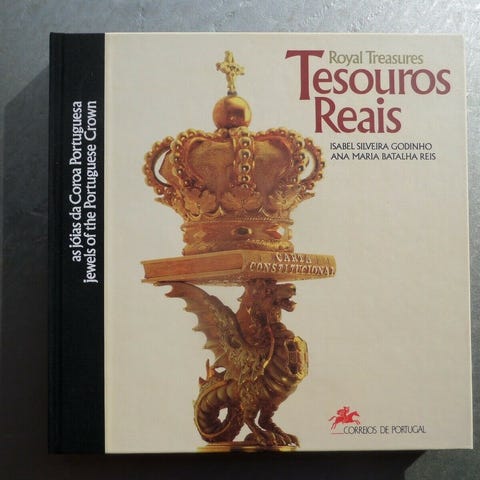 Royal Treasures
Tesouros
Reais
ISABEL SILVEIRA GODINHO
ANA MARIA BATALHA REIS
as jóias da Coroa Portuguesa
jewels of the Portuguese Crown
CARTA
CONSTITUCIONAL
CORREIOS DE PORTUGAL